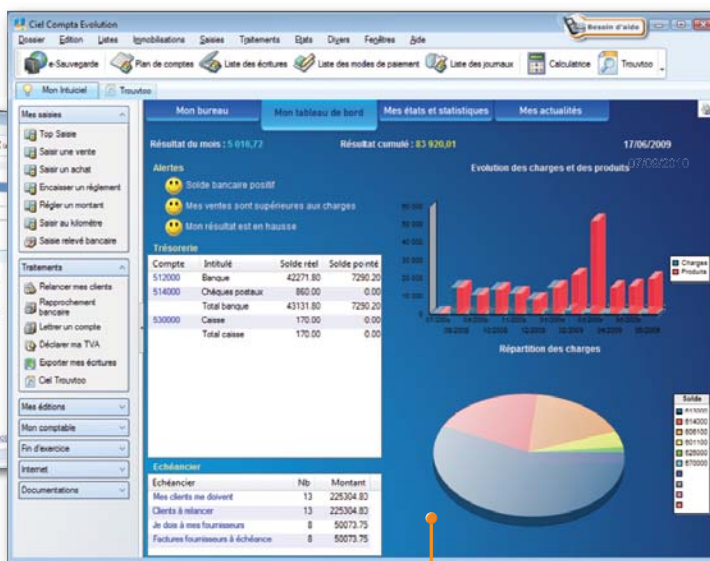 Ciel Compta Evolution
Besoin d'aide
Dossier Edition Listes Immobilisations Saisies Traitements Etats Divers Fenêtres Aide
e-Sauvegarde Plan de comptes Liste des écritures Liste des modes de paiement Liste des journaux Calculatrice Trouvtoo
Mon Intuiciel Trouvtoo
Mes saisies
Top Saisie
Saisir une vente
Saisir un achat
Encaisser un règlement
Régler un montant
Saisir au kilomètre
Saisie relevé bancaire
Traitements
Relancer mes clients
Rapprochement
bancaire
Lettrer un compte
Déclarer ma TVA
Exporter mes écritures
Ciel Trouvtoo
Mes éditions
Mon comptable
Fin d'exercice
Internet
Documentations
Mon bureau Mon tableau de bord Mes états et statistiques Mes actualités
Résultat du mois : 5 016,72 Résultat cumulé : 83 920,01 17/06/2009
Alertes
Solde bancaire positif
Mes ventes sont supérieures aux charges
Mon résultat est en hausse
Trésorerie
Compte Intitulé Solde réel Solde pointé
512000 Banque 42271.80 7290.20
514000 Chèques postaux 860.00 0.00
Total banque 43131.80 7290.20
530000 Caisse 170.00 0.00
Total caisse 170.00 0.00
Echéancier
Echéancier Nb Montant
Mes clients me doivent 13 225304.83
Clients à relancer 13 225304.83
Je dois à mes fournisseurs 8 50073.75
Factures fournisseurs à échéance 8 50073.75
Evolution des charges et des produits
07/06/2010
Charges
Produits
Répartition des charges
Solde
613000
614000
606100
601100
626000
670000